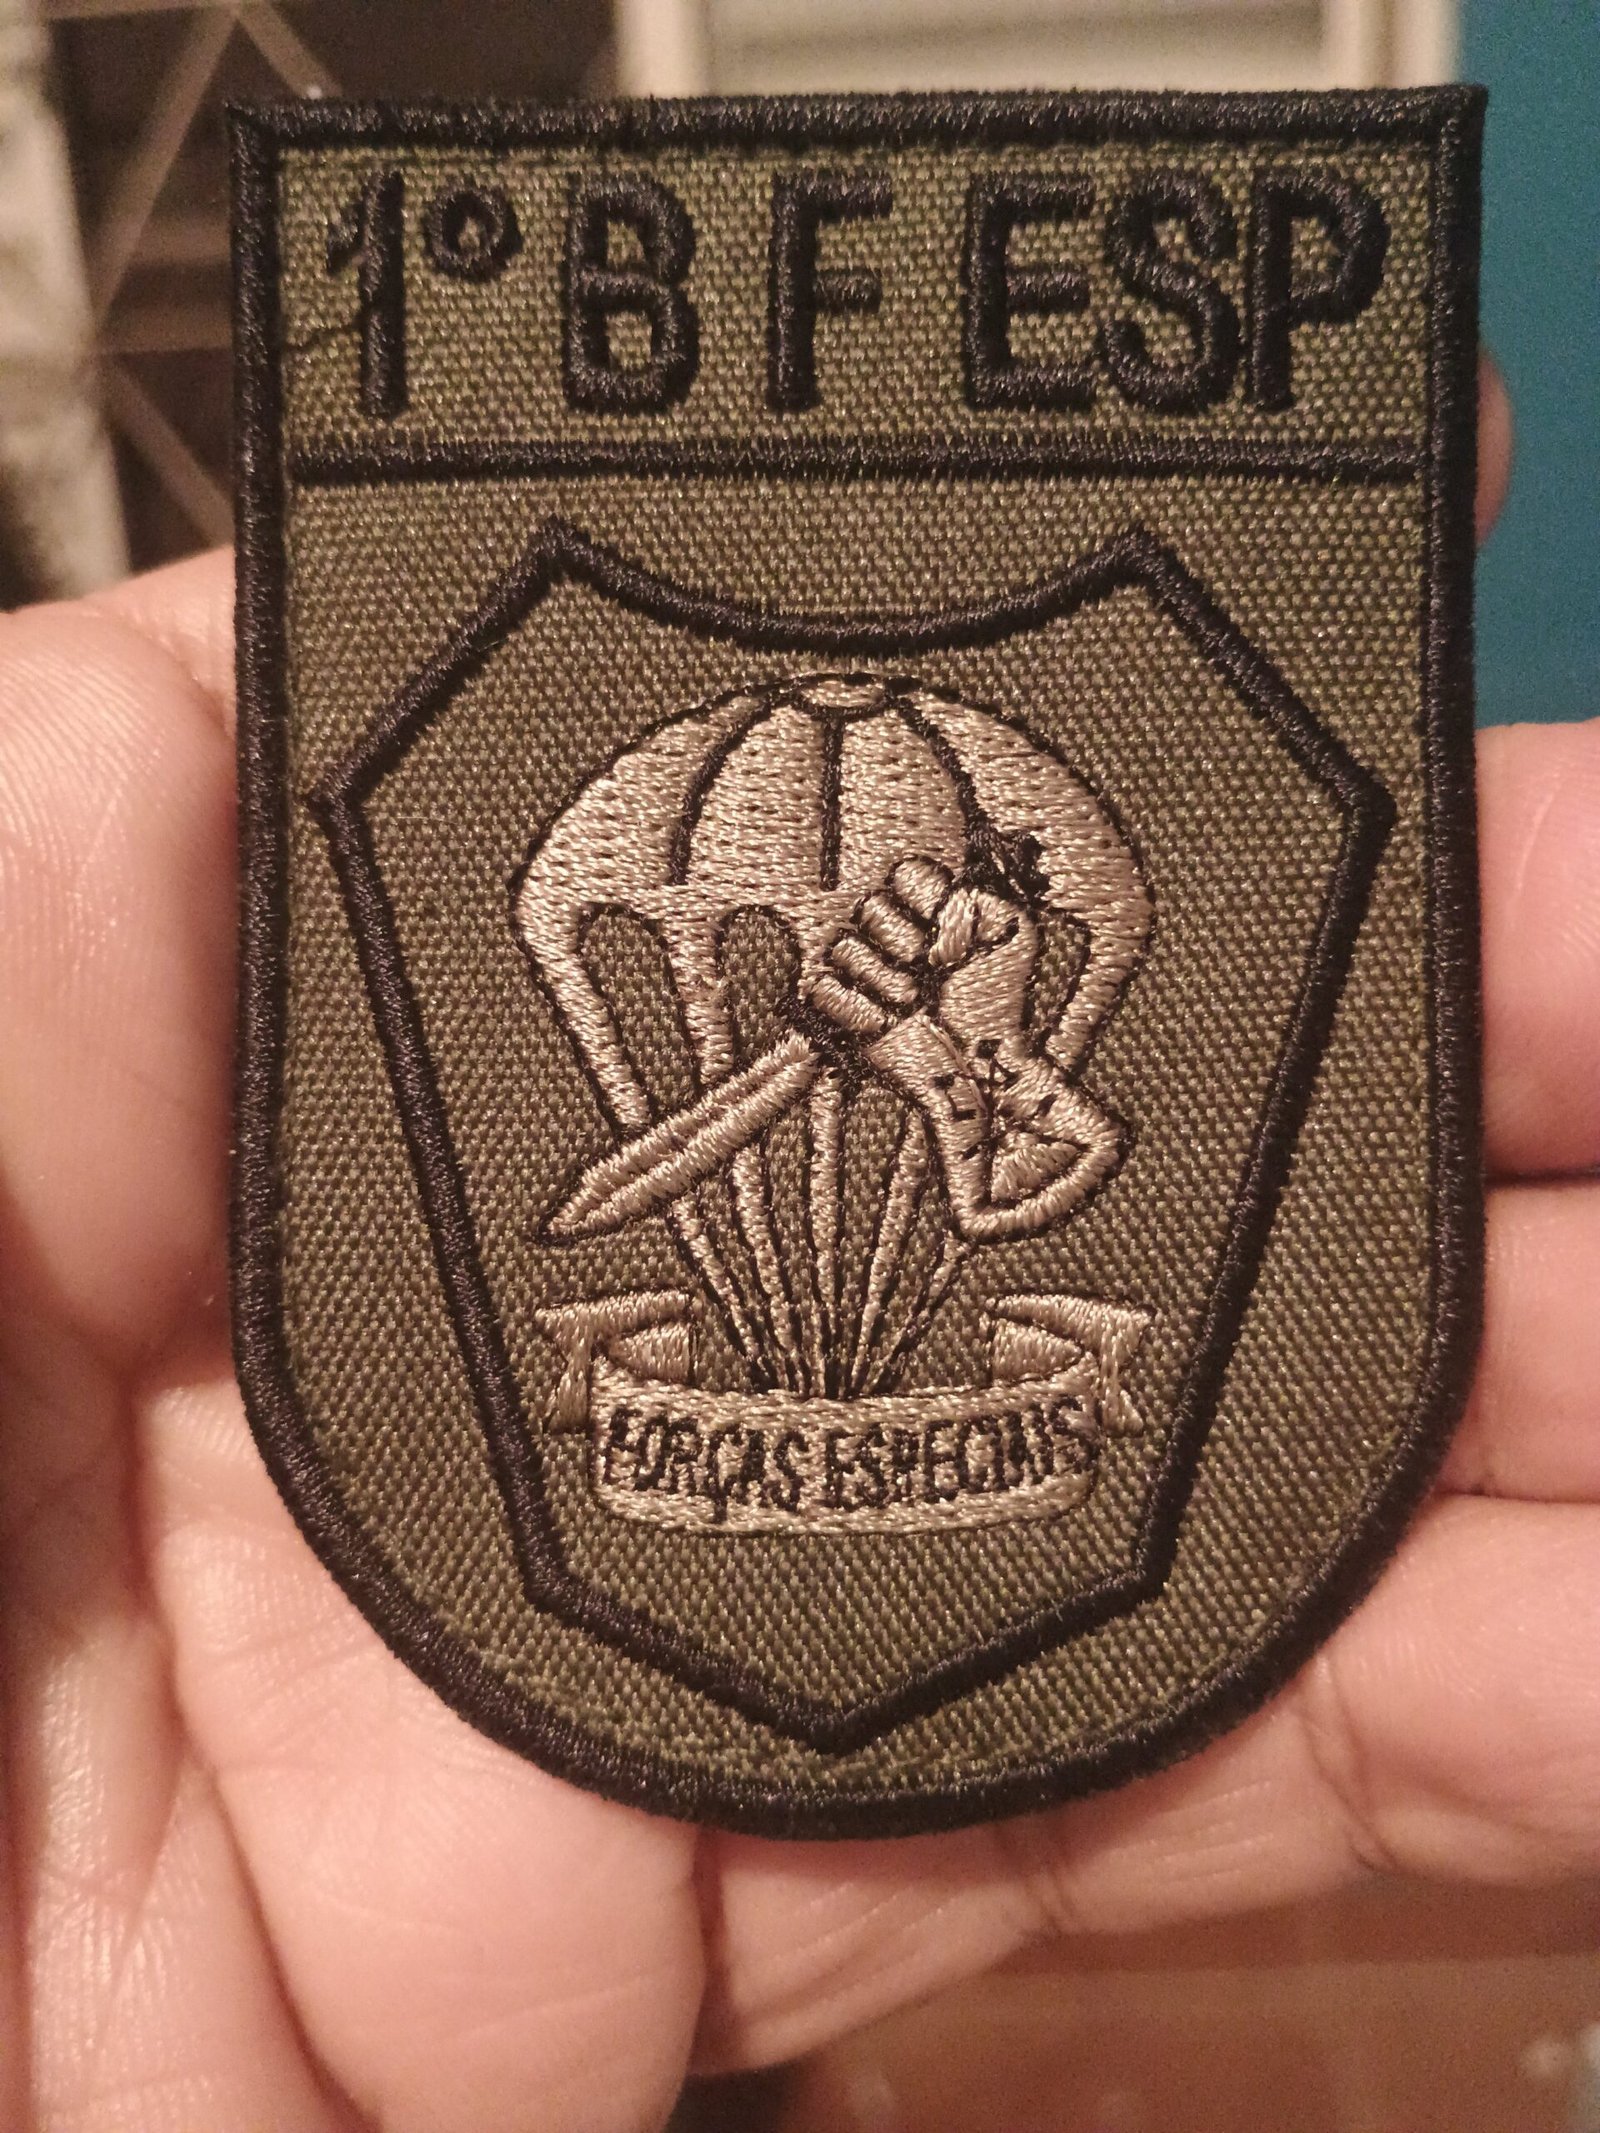 1º B F ESP
FORÇAS ESPECIAIS